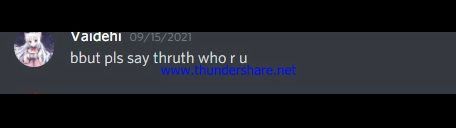 Vaidehi 09/15/2021
bbut pls say thruth who r u
www.thundershare.net